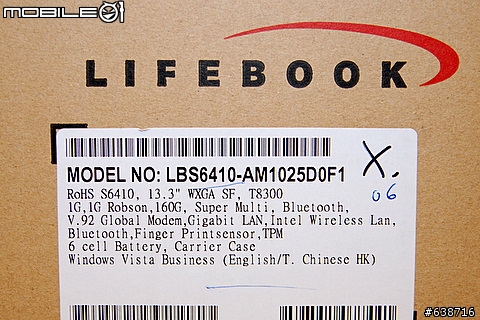 MOBILE01
LIFEBOOK
MODEL NO: LBS6410-AM1025D0F1
X.
06
RoHS S6410, 13.3" WXGA SF, T8300
1G,1G Robson,160G, Super Multi, Bluetooth,
V.92 Global Modem,Gigabit LAN,Intel Wireless Lan,
Bluetooth,Finger Printsensor,TPM
6 cell Battery, Carrier Case
Windows Vista Business (English/T. Chinese HK)
#638716